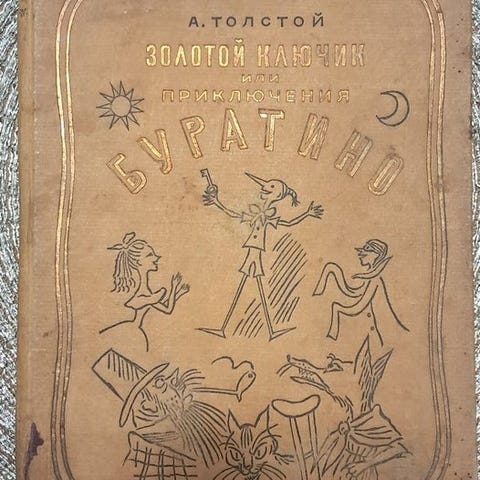 А. ТОЛСТОЙ
ЗОЛОТОЙ КЛЮЧИК
ИЛИ
ПРИКЛЮЧЕНИЯ
БУРАТИНО